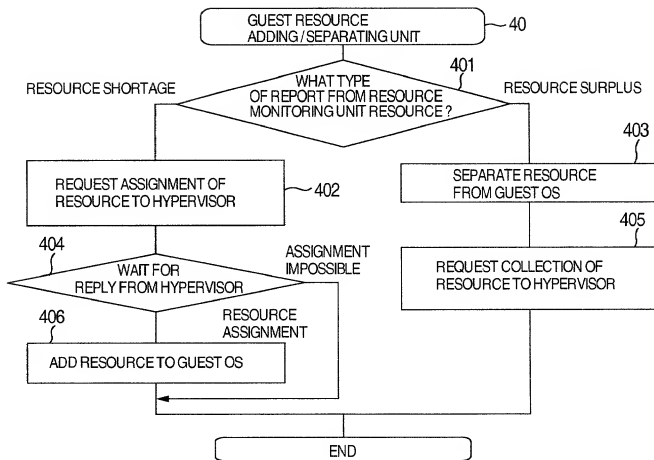 GUEST RESOURCE
ADDING / SEPARATING UNIT
40
401
RESOURCE SHORTAGE
WHAT TYPE
OF REPORT FROM RESOURCE
MONITORING UNIT RESOURCE ?
RESOURCE SURPLUS
403
REQUEST ASSIGNMENT OF
RESOURCE TO HYPERVISOR
402
SEPARATE RESOURCE
FROM GUEST OS
405
404
WAIT FOR
REPLY FROM HYPERVISOR
ASSIGNMENT
IMPOSSIBLE
REQUEST COLLECTION OF
RESOURCE TO HYPERVISOR
406
RESOURCE
ASSIGNMENT
ADD RESOURCE TO GUEST OS
END